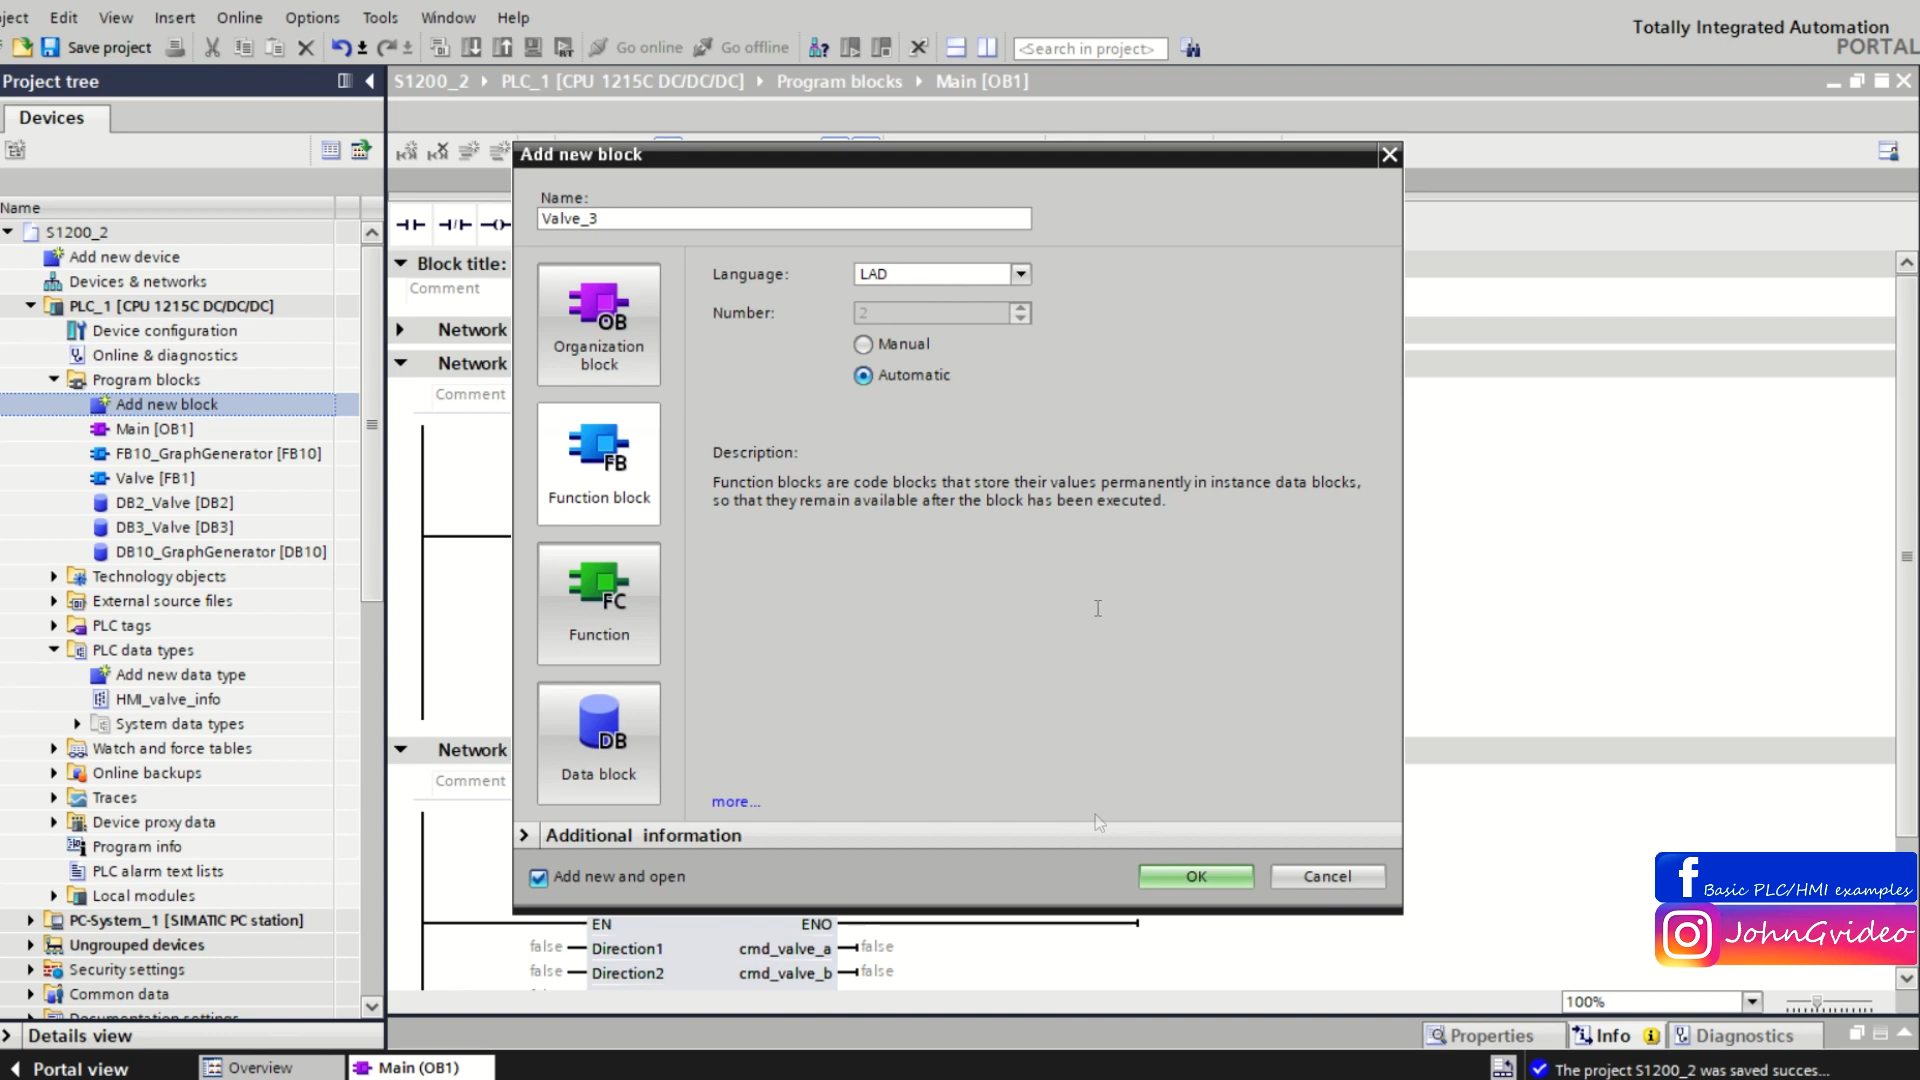 ject Edit View Insert Online Options Tools Window Help
Totally Integrated Automation
PORTAL
Save project Go online Go offline <Search in project>
Project tree
S1200_2 PLC_1 [CPU 1215C DC/DC/DC] Program blocks Main [OB1]
Devices
Name
S1200_2
Add new device
Devices & networks
PLC_1 [CPU 1215C DC/DC/DC]
Device configuration
Online & diagnostics
Program blocks
Add new block
Main [OB1]
FB10_GraphGenerator [FB10]
Valve [FB1]
DB2_Valve [DB2]
DB3_Valve [DB3]
DB10_GraphGenerator [DB10]
Technology objects
External source files
PLC tags
PLC data types
Add new data type
HMI_valve_info
System data types
Watch and force tables
Online backups
Traces
Device proxy data
Program info
PLC alarm text lists
Local modules
PC-System_1 [SIMATIC PC station]
Ungrouped devices
Security settings
Common data
Documentation settings
Details view
Portal view
Overview
Main (OB1)
Block title:
Comment
Network
Network
Comment
Network
Comment
Add new block
Name:
Valve_3
OB
Organization block
FB
Function block
FC
Function
DB
Data block
Language: LAD
Number: 2
Manual
Automatic
Description:
Function blocks are code blocks that store their values permanently in instance data blocks,
so that they remain available after the block has been executed.
more...
Additional information
Add new and open
OK Cancel
EN ENO
false Direction1 cmd_valve_a false
false Direction2 cmd_valve_b false
f Basic PLC/HMI examples
JohnGvideo
100%
Properties Info Diagnostics
The project S1200_2 was saved succes...